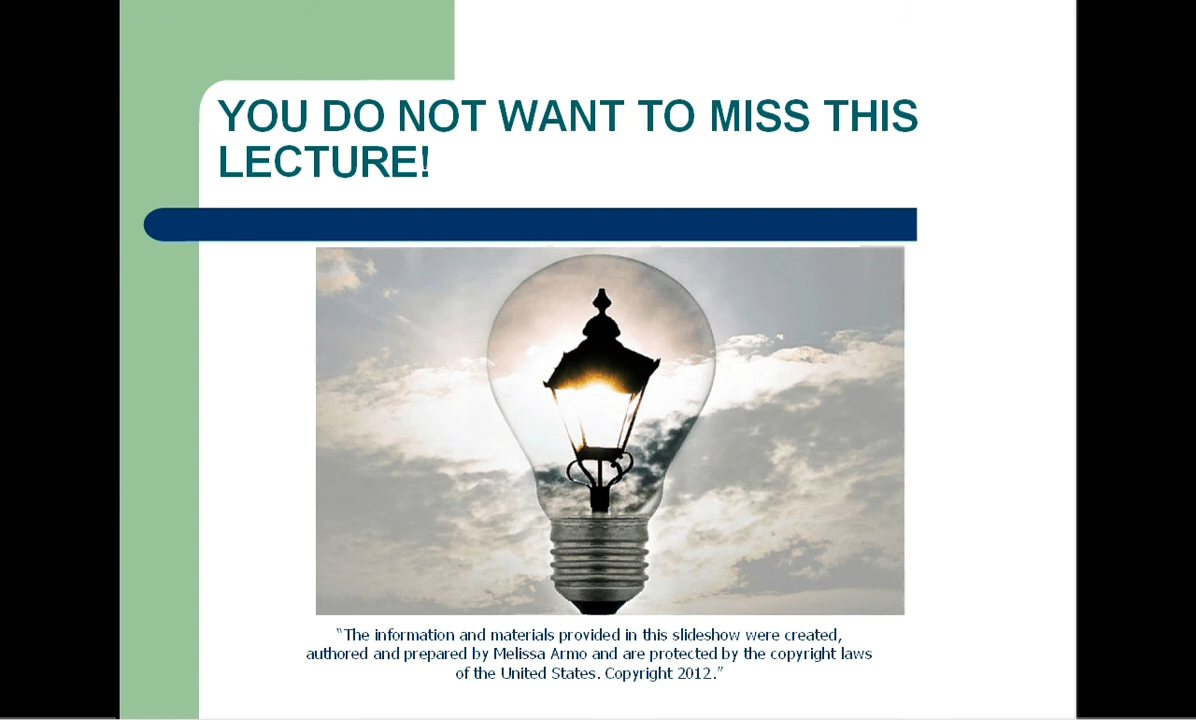 YOU DO NOT WANT TO MISS THIS
LECTURE!
“The information and materials provided in this slideshow were created,
authored and prepared by Melissa Armo and are protected by the copyright laws
of the United States. Copyright 2012.”